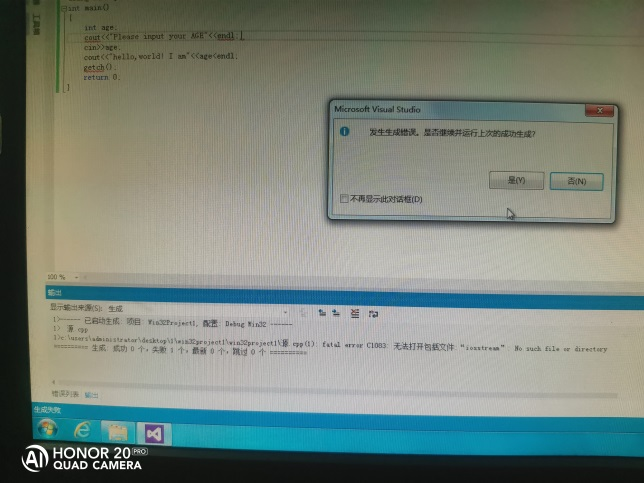 int main()
{
int age;
cout<<"Please input your AGE"<<endl;
cin>>age;
cout<<"hello,world! I am"<<age<endl;
getch();
return 0;
}
Microsoft Visual Studio
发生生成错误。是否继续并运行上次的成功生成?
是(Y)
否(N)
不再显示此对话框(D)
100 %
输出
显示输出来源(S): 生成
1>------ 已启动生成: 项目: Win32Project1, 配置: Debug Win32 ------
1> 源.cpp
1>c:\users\administrator\desktop\1\win32project1\win32project1\源.cpp(1): fatal error C1083: 无法打开包括文件:“iosstream”: No such file or directory
========== 生成: 成功 0 个，失败 1 个，最新 0 个，跳过 0 个 ==========
错误列表 输出
生成失败
HONOR 20 PRO
QUAD CAMERA